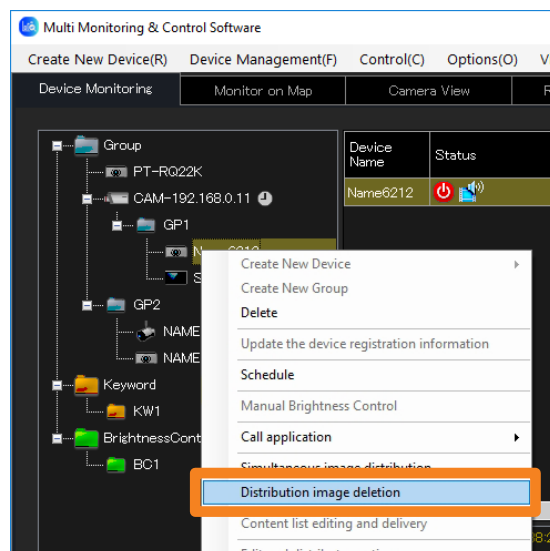 Multi Monitoring & Control Software
Create New Device(R) Device Management(F) Control(C) Options(O) V
Device Monitoring Monitor on Map Camera View R
Group
PT-RQ22K
CAM-192.168.0.11
GP1
GP2
NAME
NAME
Keyword
KW1
BrightnessCont
BC1
Device Name Status
Name6212
Create New Device
Create New Group
Delete
Update the device registration information
Schedule
Manual Brightness Control
Call application
Simultaneous image distribution
Distribution image deletion
Content list editing and delivery